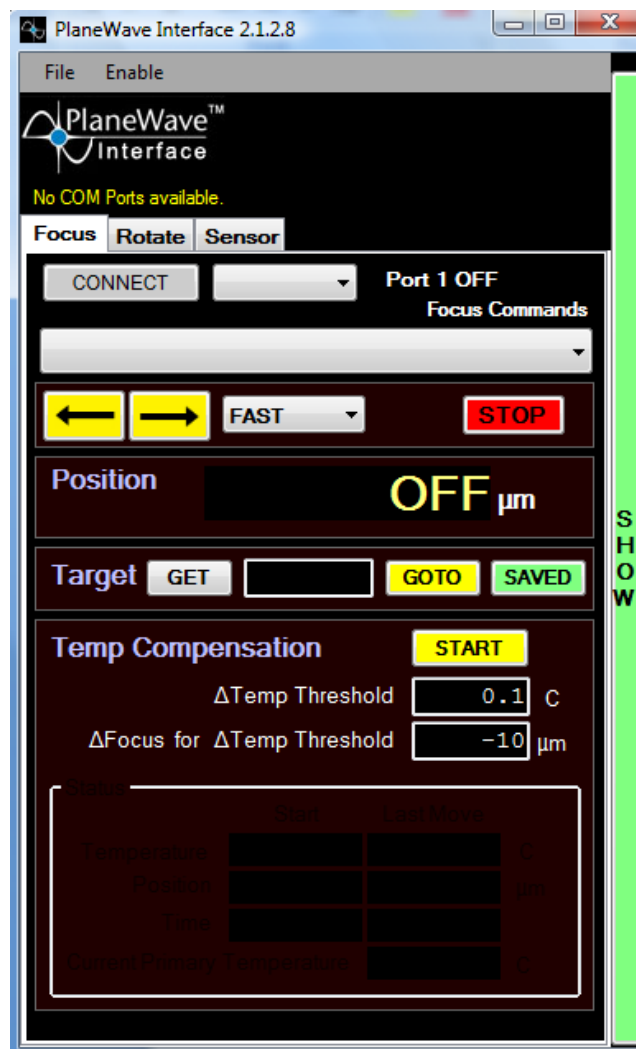 PlaneWave Interface 2.1.2.8
File Enable
PlaneWave™
Interface
No COM Ports available.
Focus Rotate Sensor
CONNECT Port 1 OFF
Focus Commands
FAST STOP
Position OFF µm
Target GET GOTO SAVED
Temp Compensation START
ΔTemp Threshold 0.1 C
ΔFocus for ΔTemp Threshold -10 µm
Status
Start Last Move
Temperature C
Position µm
Time
Current Primary Temperature C
SHOW